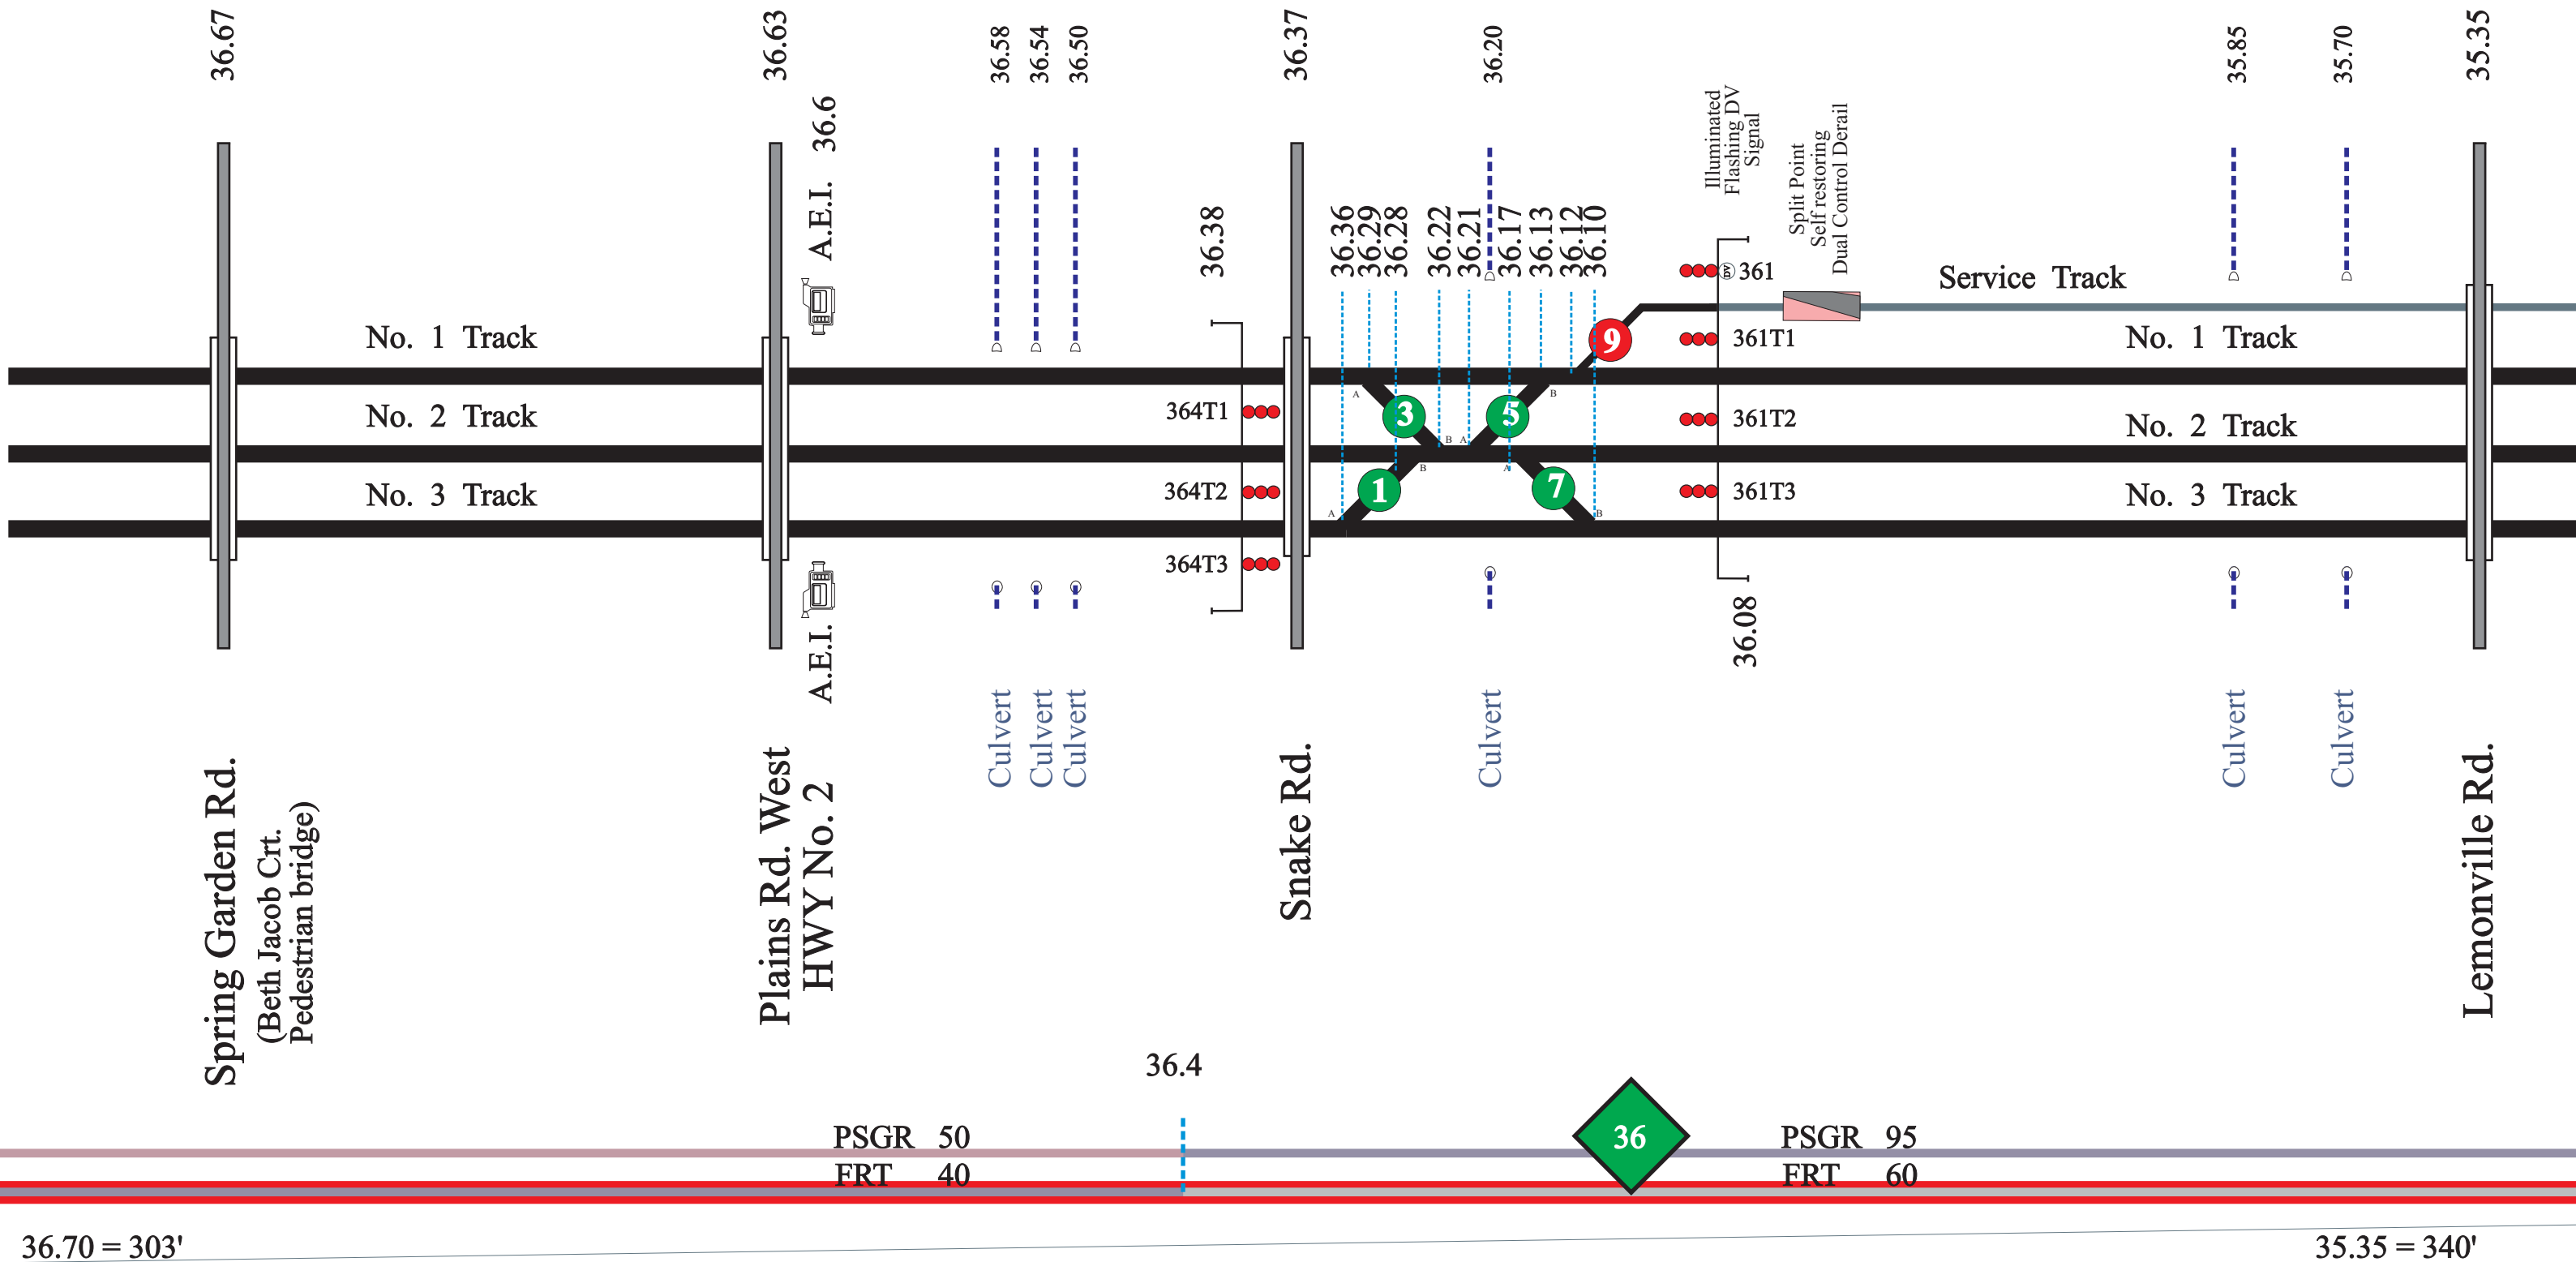 36.67
36.63
A.E.I. 36.6
36.58
36.54
36.50
36.38
36.37
36.36
36.29
36.28
36.22
36.21
36.20
36.17
36.13
36.12
36.10
Illuminated
Flashing DV
Signal
Split Point
Self restoring
Dual Control Derail
36.85
36.70
35.35
DV 361
Service Track
No. 1 Track
9
361T1
No. 1 Track
A
B
364T1
3
5
361T2
No. 2 Track
No. 2 Track
B
A
B
A
No. 3 Track
364T2
1
7
361T3
No. 3 Track
A
B
364T3
A.E.I.
36.08
Culvert
Culvert
Culvert
Culvert
Culvert
Culvert
Spring Garden Rd.
(Beth Jacob Crt.
Pedestrian bridge)
Plains Rd. West
HWY No. 2
Snake Rd.
Lemonville Rd.
36.4
PSGR 50
FRT 40
36
PSGR 95
FRT 60
36.70 = 303'
35.35 = 340'